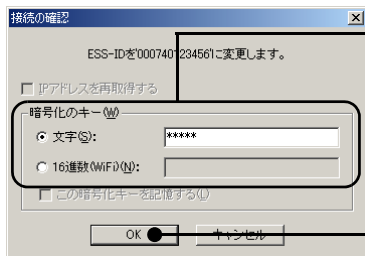 接続の確認
ESS-IDを'000740123456'に変更します。
IPアドレスを再取得する
暗号化のキー(W)
文字(S):
*****
16進数(WiFi)(N):
この暗号化キーを記憶する(L)
OK
キャンセル